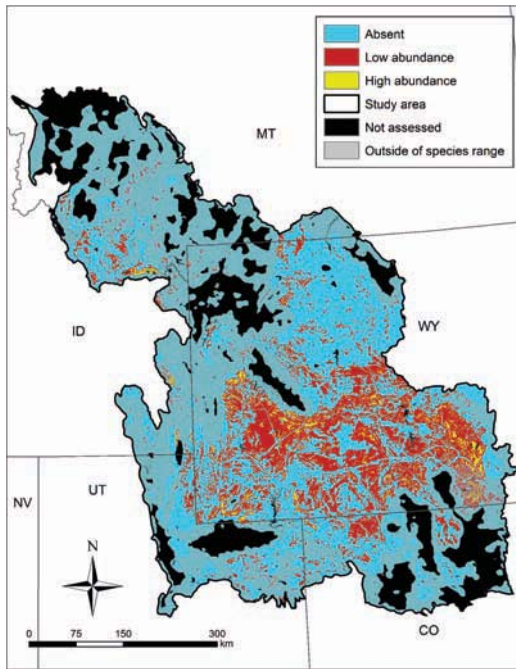 Absent
Low abundance
High abundance
Study area
Not assessed
Outside of species range
MT
ID
WY
NV
UT
N
CO
0 75 150 300
km